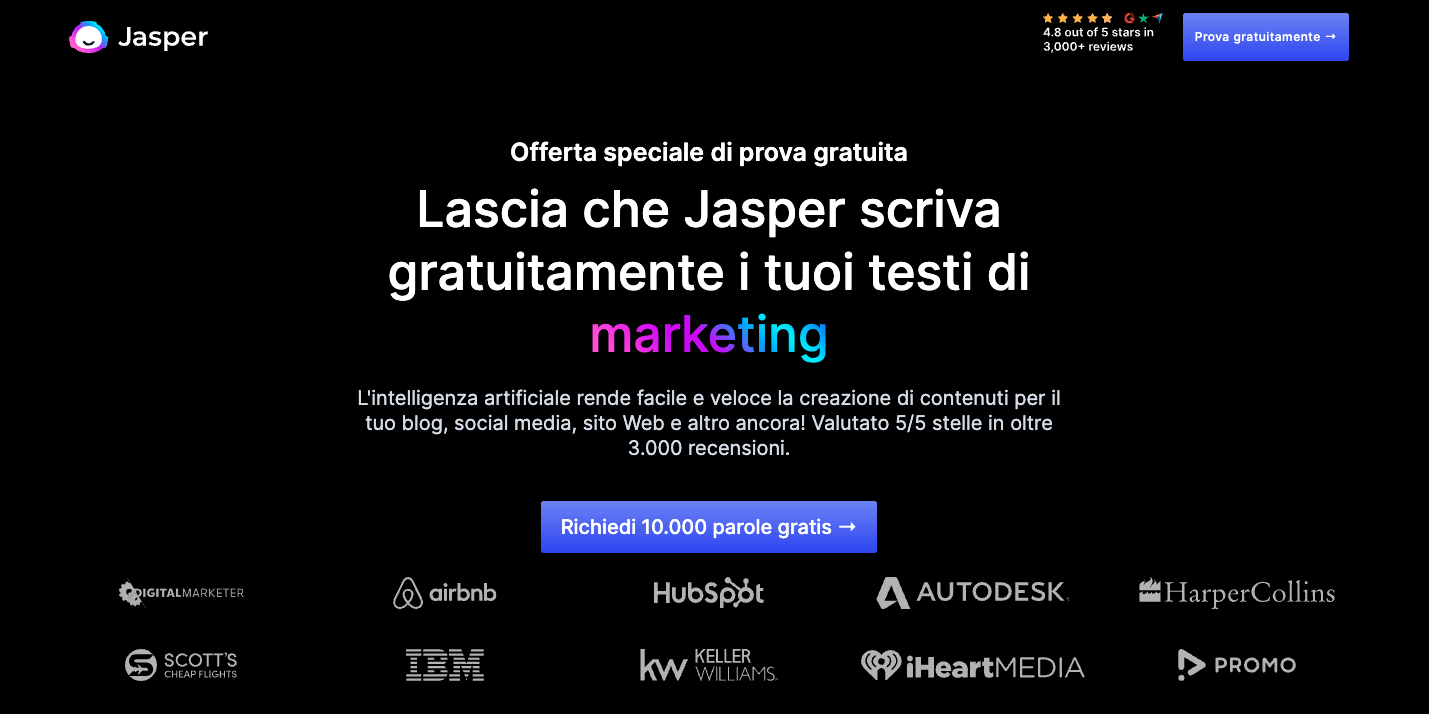 Jasper
4.8 out of 5 stars in
3,000+ reviews
Prova gratuitamente →
Offerta speciale di prova gratuita
Lascia che Jasper scriva
gratuitamente i tuoi testi di
marketing
L'intelligenza artificiale rende facile e veloce la creazione di contenuti per il
tuo blog, social media, sito Web e altro ancora! Valutato 5/5 stelle in oltre
3.000 recensioni.
Richiedi 10.000 parole gratis →
DIGITALMARKETER
airbnb
HubSpot
AUTODESK
HarperCollins
SCOTT'S
CHEAP FLIGHTS
IBM
kw KELLER
WILLIAMS
iHeartMEDIA
PROMO